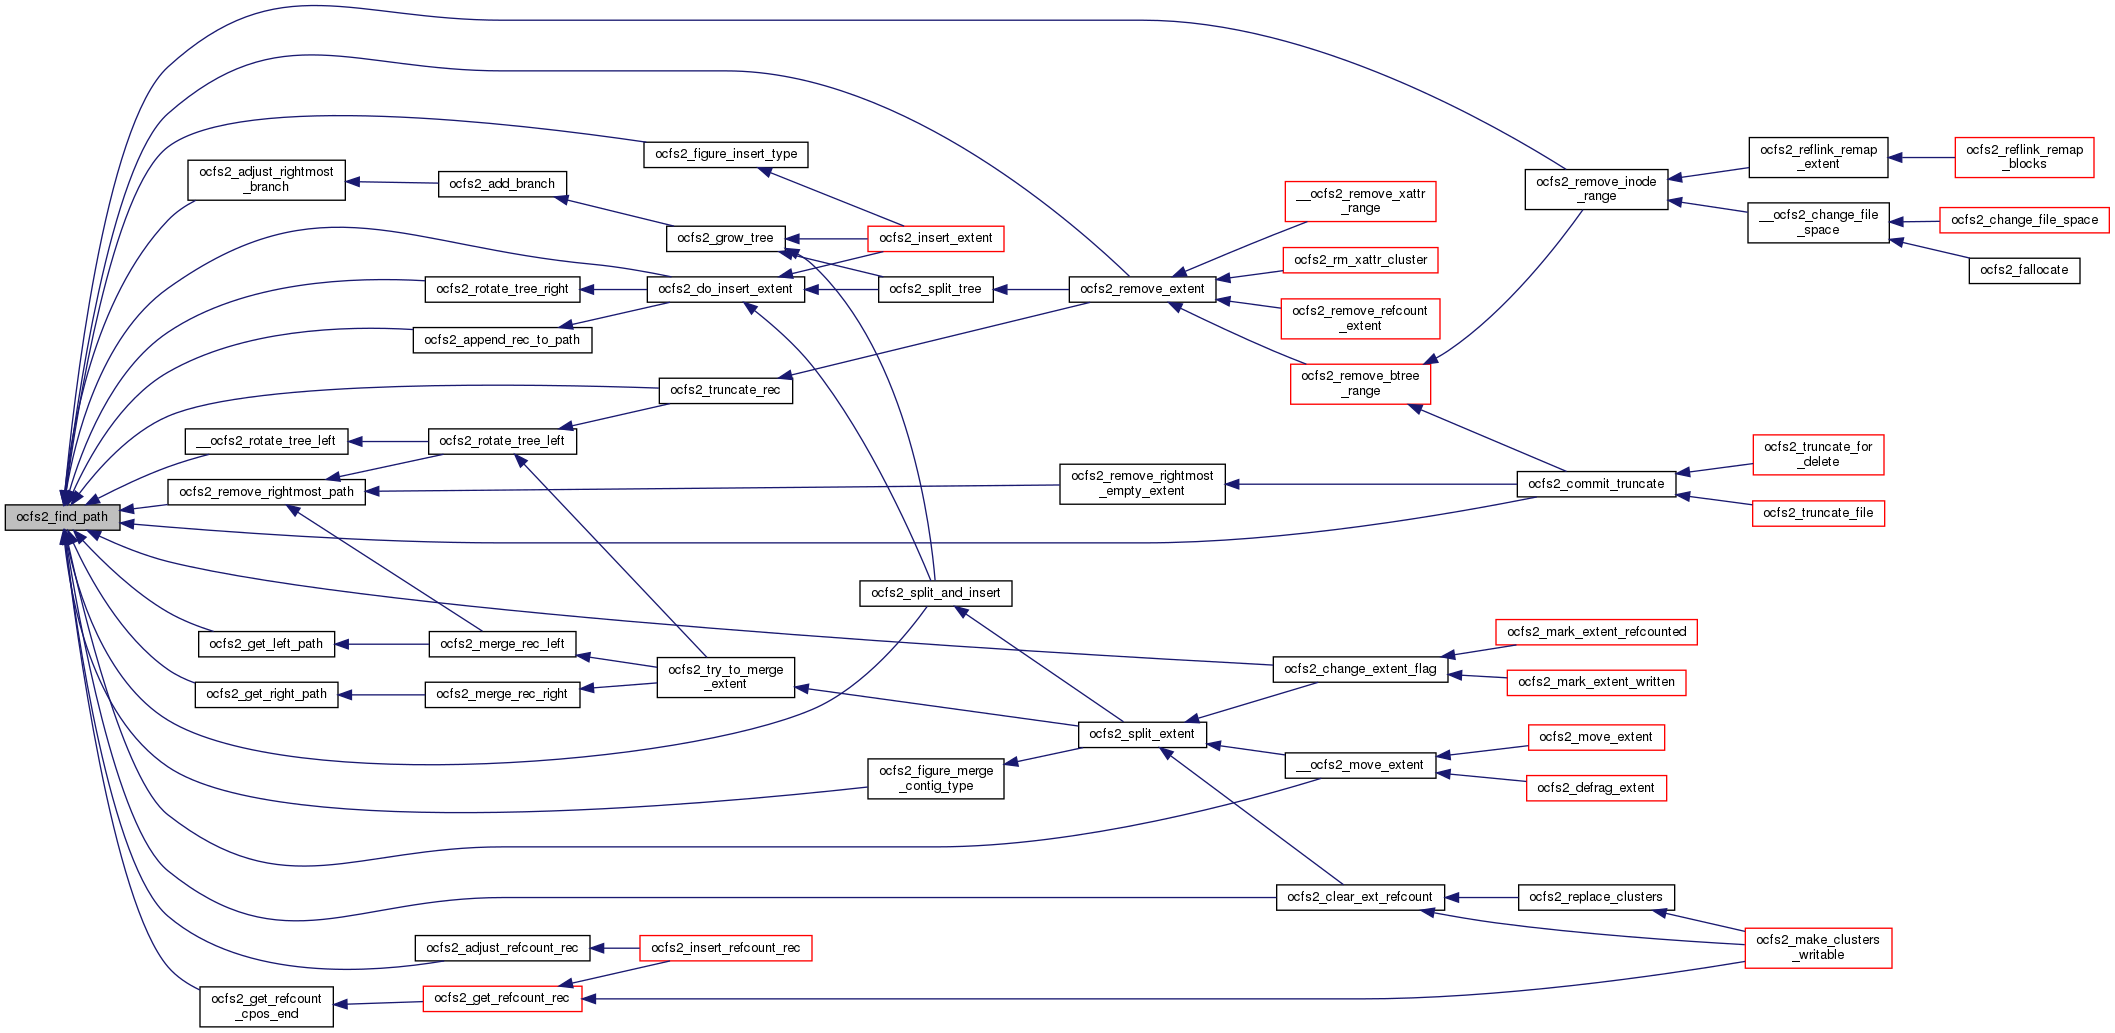 ocfs2_find_path
ocfs2_adjust_rightmost
_branch
__ocfs2_rotate_tree_left
ocfs2_remove_rightmost_path
ocfs2_get_left_path
ocfs2_get_right_path
ocfs2_get_refcount
_cpos_end
ocfs2_add_branch
ocfs2_rotate_tree_right
ocfs2_append_rec_to_path
ocfs2_rotate_tree_left
ocfs2_merge_rec_left
ocfs2_merge_rec_right
ocfs2_adjust_refcount_rec
ocfs2_get_refcount_rec
ocfs2_figure_insert_type
ocfs2_grow_tree
ocfs2_do_insert_extent
ocfs2_truncate_rec
ocfs2_try_to_merge
_extent
ocfs2_insert_refcount_rec
ocfs2_insert_extent
ocfs2_split_tree
ocfs2_split_and_insert
ocfs2_figure_merge
_contig_type
ocfs2_remove_extent
ocfs2_remove_rightmost
_empty_extent
ocfs2_split_extent
__ocfs2_remove_xattr
_range
ocfs2_rm_xattr_cluster
ocfs2_remove_refcount
_extent
ocfs2_remove_btree
_range
ocfs2_change_extent_flag
__ocfs2_move_extent
ocfs2_clear_ext_refcount
ocfs2_remove_inode
_range
ocfs2_commit_truncate
ocfs2_mark_extent_refcounted
ocfs2_mark_extent_written
ocfs2_move_extent
ocfs2_defrag_extent
ocfs2_replace_clusters
ocfs2_reflink_remap
_extent
__ocfs2_change_file
_space
ocfs2_truncate_for
_delete
ocfs2_truncate_file
ocfs2_make_clusters
_writable
ocfs2_reflink_remap
_blocks
ocfs2_change_file_space
ocfs2_fallocate